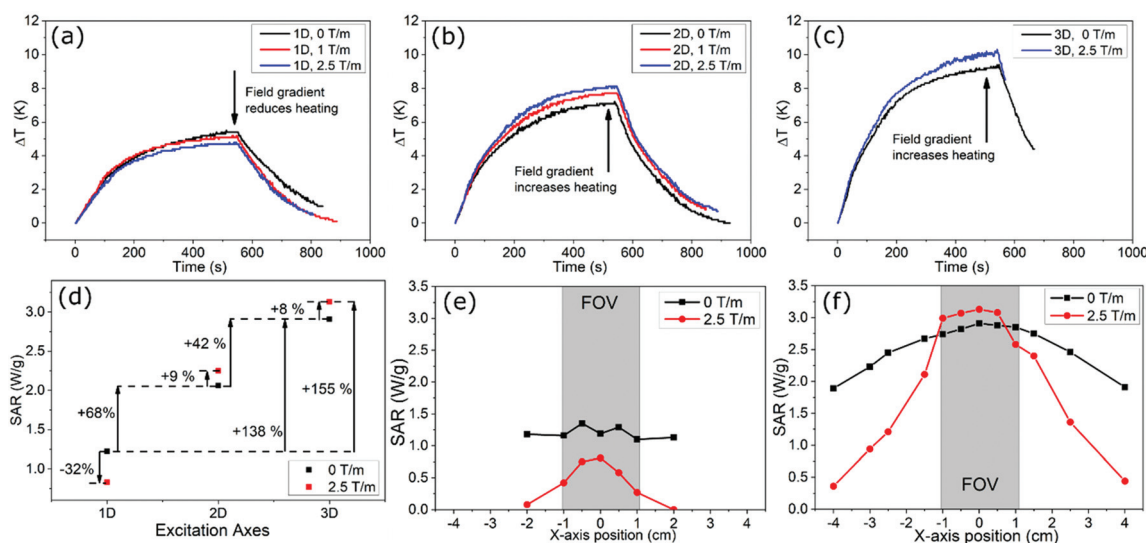 (a)
1D, 0 T/m
1D, 1 T/m
1D, 2.5 T/m
Field gradient
reduces heating
ΔT (K)
12
10
8
6
4
2
0
0 200 400 600 800 1000
Time (s)
(b)
2D, 0 T/m
2D, 1 T/m
2D, 2.5 T/m
Field gradient
increases heating
ΔT (K)
14
12
10
8
6
4
2
0
0 200 400 600 800 1000
Time (s)
(c)
3D, 0 T/m
3D, 2.5 T/m
Field gradient
increases heating
ΔT (K)
12
10
8
6
4
2
0
0 200 400 600 800 1000
Time (s)
(d)
+8 %
+42 %
+9 %
+155 %
+68%
+138 %
-32%
0 T/m
2.5 T/m
SAR (W/g)
3.0
2.5
2.0
1.5
1.0
1D 2D 3D
Excitation Axes
(e)
FOV
0 T/m
2.5 T/m
SAR (W/g)
3.5
3.0
2.5
2.0
1.5
1.0
0.5
0.0
-4 -3 -2 -1 0 1 2 3 4
X-axis position (cm)
(f)
0 T/m
2.5 T/m
FOV
SAR (W/g)
3.5
3.0
2.5
2.0
1.5
1.0
0.5
0.0
-4 -3 -2 -1 0 1 2 3 4
X-axis position (cm)